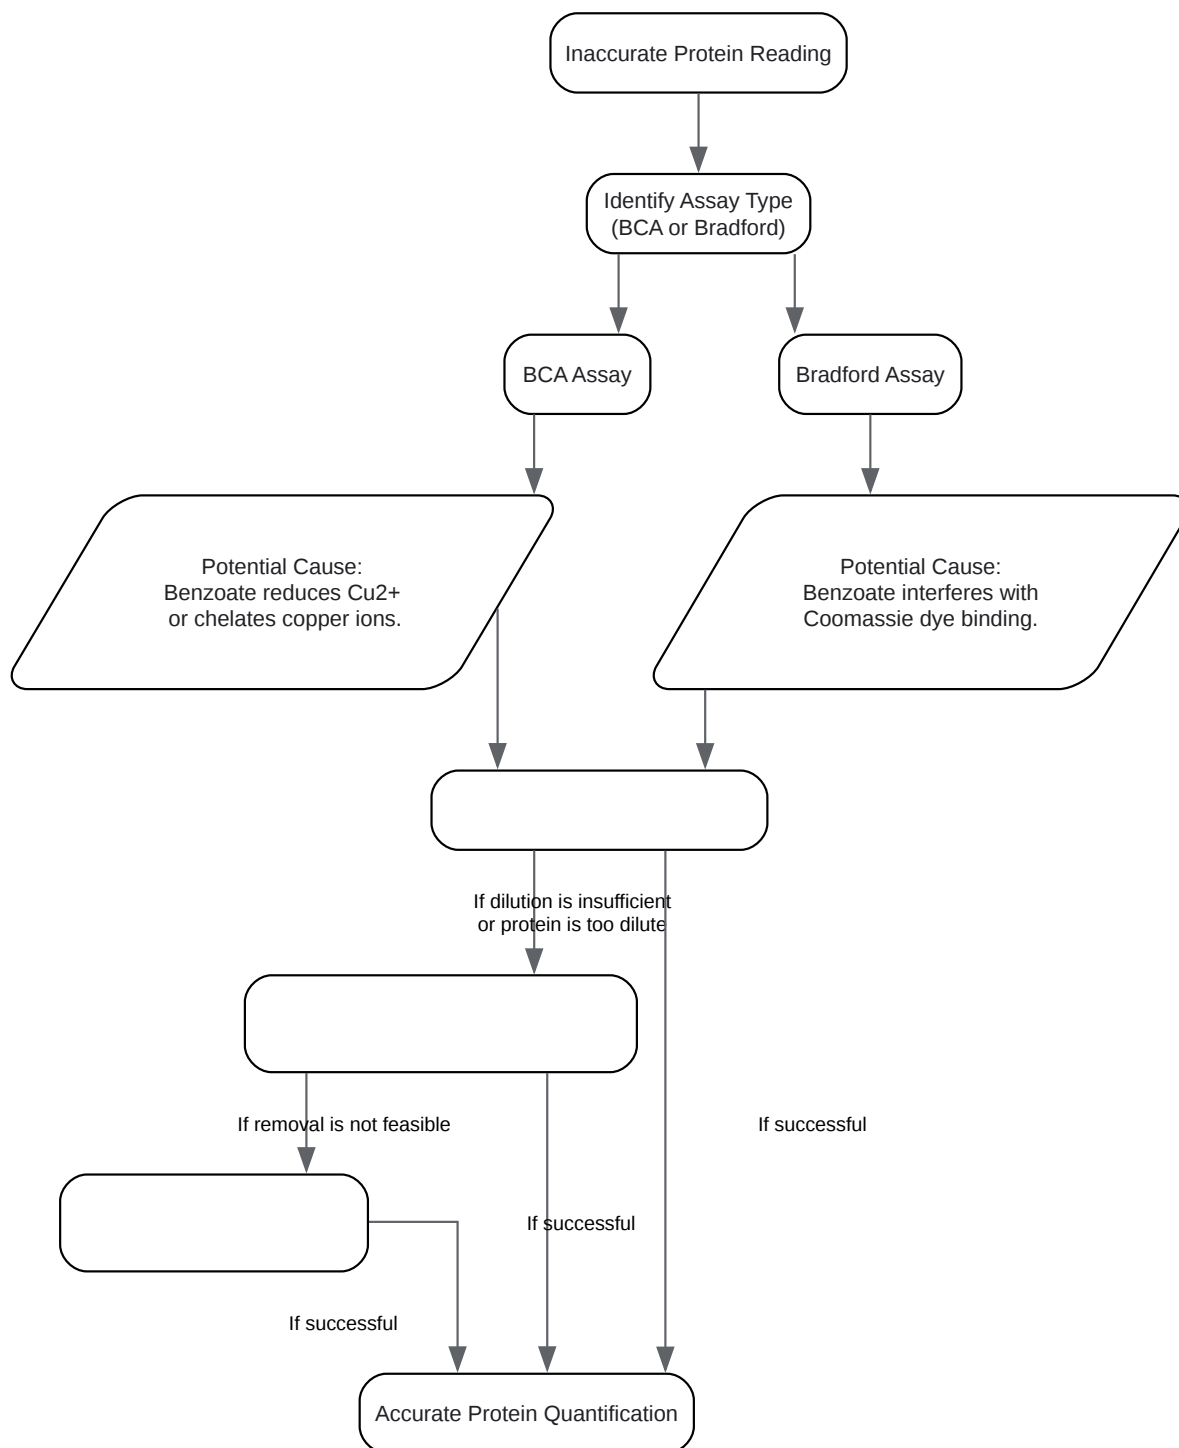 Inaccurate Protein Reading
Identify Assay Type
(BCA or Bradford)
BCA Assay
Bradford Assay
Potential Cause:
Benzoate reduces Cu2+
or chelates copper ions.
Potential Cause:
Benzoate interferes with
Coomassie dye binding.
If dilution is insufficient
or protein is too dilute
If removal is not feasible
If successful
If successful
If successful
Accurate Protein Quantification